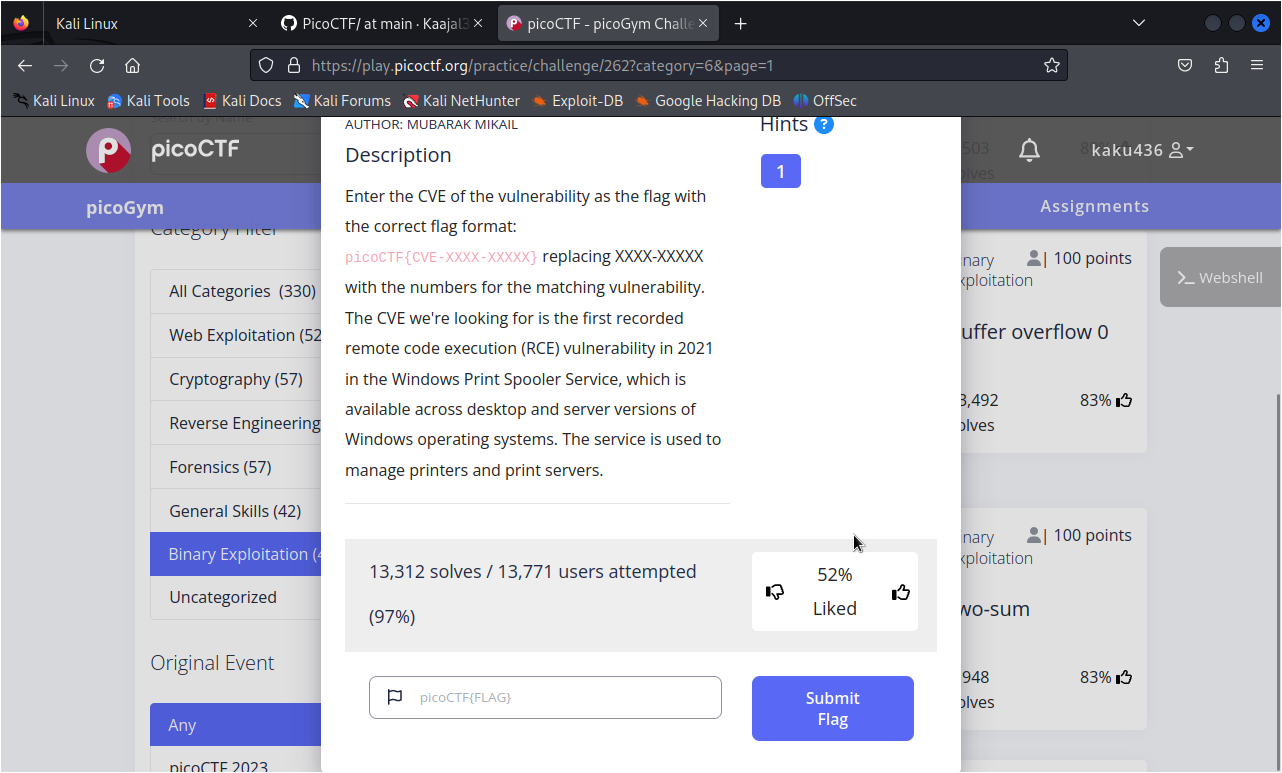 Kali Linux
PicoCTF/ at main · Kaajal3
picoCTF - picoGym Challe
https://play.picoctf.org/practice/challenge/262?category=6&page=1
Kali Linux
Kali Tools
Kali Docs
Kali Forums
Kali NetHunter
Exploit-DB
Google Hacking DB
OffSec
Search by Name
picoCTF
kaku436
picoGym
Assignments
Category Filter
All Categories (330)
Web Exploitation (52
Cryptography (57)
Reverse Engineering
Forensics (57)
General Skills (42)
Binary Exploitation (4
Uncategorized
Original Event
Any
picoCTF 2023
AUTHOR: MUBARAK MIKAIL
Description
Enter the CVE of the vulnerability as the flag with
the correct flag format:
picoCTF{CVE-XXXX-XXXXX} replacing XXXX-XXXXX
with the numbers for the matching vulnerability.
The CVE we're looking for is the first recorded
remote code execution (RCE) vulnerability in 2021
in the Windows Print Spooler Service, which is
available across desktop and server versions of
Windows operating systems. The service is used to
manage printers and print servers.
Hints ?
1
13,312 solves / 13,771 users attempted
(97%)
52%
Liked
picoCTF{FLAG}
Submit
Flag
503
olves
nary
xploitation
| 100 points
Webshell
uffer overflow 0
3,492
olves
83%
nary
xploitation
| 100 points
wo-sum
948
olves
83%